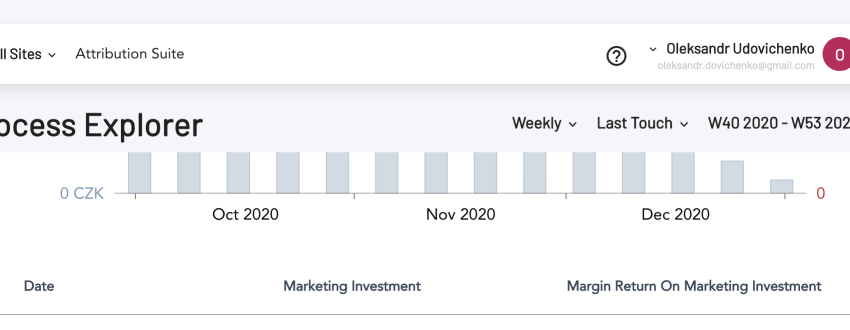 ll Sites Attribution Suite
Oleksandr Udovichenko
oleksandr.dovichenko@gmail.com
O
ocess Explorer
Weekly Last Touch W40 2020 - W53 202
0 CZK 0
Oct 2020 Nov 2020 Dec 2020
Date Marketing Investment Margin Return On Marketing Investment